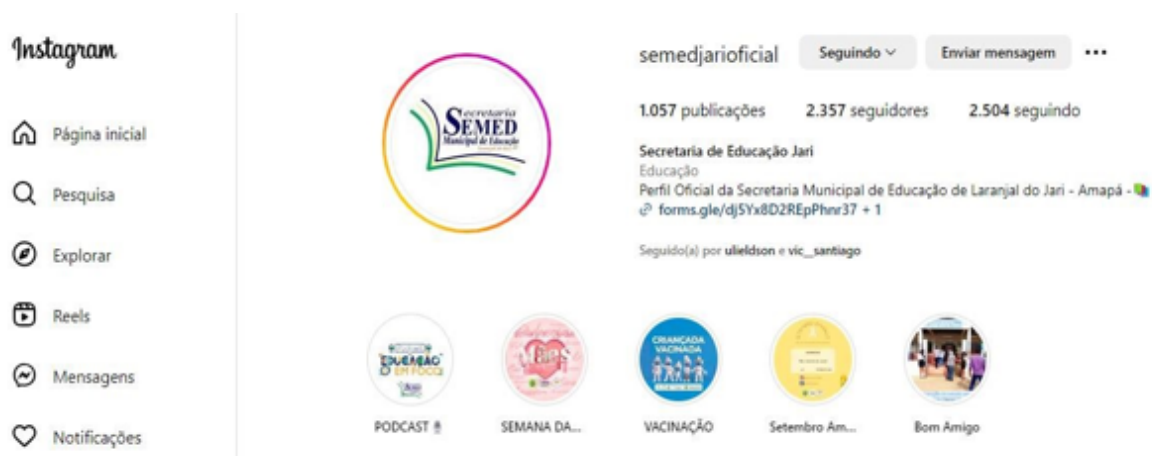 Instagram
Página inicial
Pesquisa
Explorar
Reels
Mensagens
Notificações
Secretaria
SEMED
Municipal de Educação
semedjarioficial Seguindo Enviar mensagem
1.057 publicações 2.357 seguidores 2.504 seguindo
Secretaria de Educação Jari
Educação
Perfil Oficial da Secretaria Municipal de Educação de Laranjal do Jari - Amapá -
forms.gle/dj5Yx8D2REpPhnr37 + 1
Seguido(a) por ulieldson e vic_santiago
EDUCAÇÃO
EM FOCO
Mães
CRIANÇADA
VACINADA
PODCAST SEMANA DA... VACINAÇÃO Setembro Am... Bom Amigo